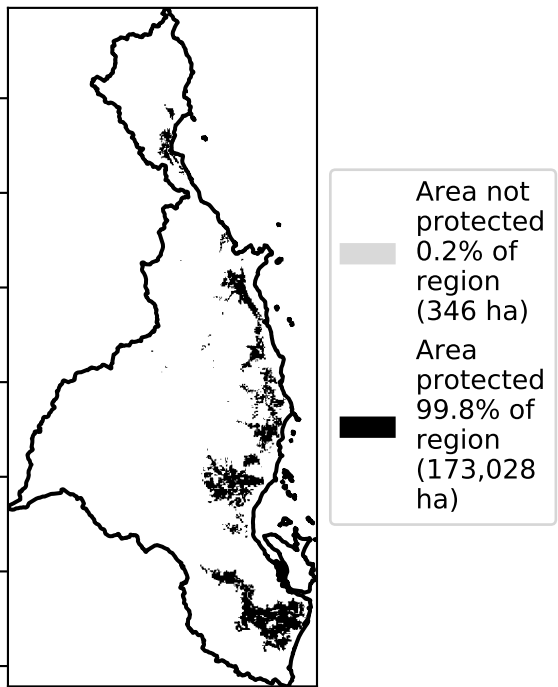 Area not
protected
0.2% of
region
(346 ha)
Area
protected
99.8% of
region
(173,028
ha)